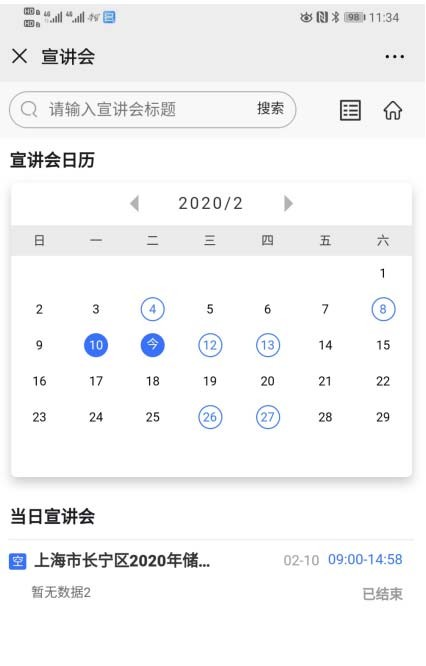 98 11:34
宣讲会
请输入宣讲会标题 搜索
宣讲会日历
2020/2
日 一 二 三 四 五 六
1
2 3 4 5 6 7 8
9 10 今 12 13 14 15
16 17 18 19 20 21 22
23 24 25 26 27 28 29
当日宣讲会
空 上海市长宁区2020年储... 02-10 09:00-14:58
暂无数据2 已结束